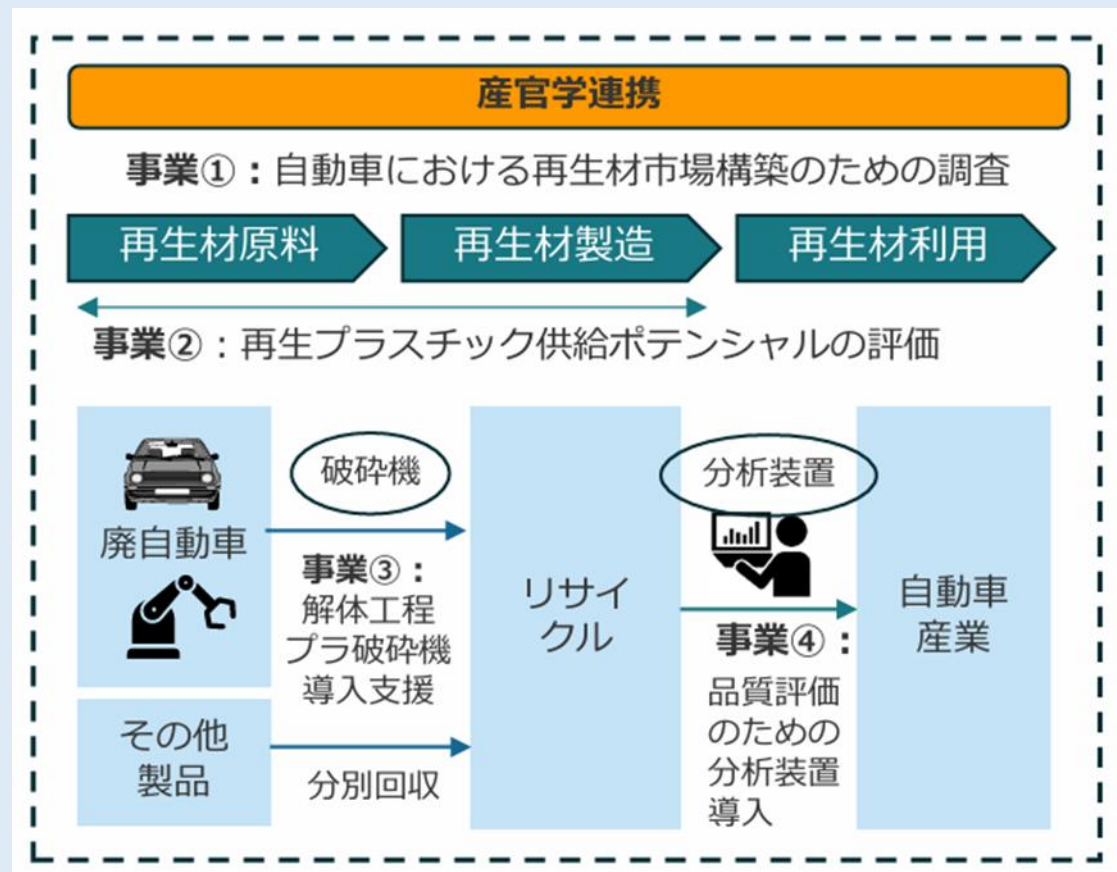 産官学連携
事業①：自動車における再生材市場構築のための調査
再生材原料
再生材製造
再生材利用
事業②：再生プラスチック供給ポテンシャルの評価
廃自動車
破砕機
事業③：
解体工程
プラ破砕機
導入支援
その他
製品
分別回収
リサイ
クル
分析装置
事業④：
品質評価
のための
分析装置
導入
自動車
産業